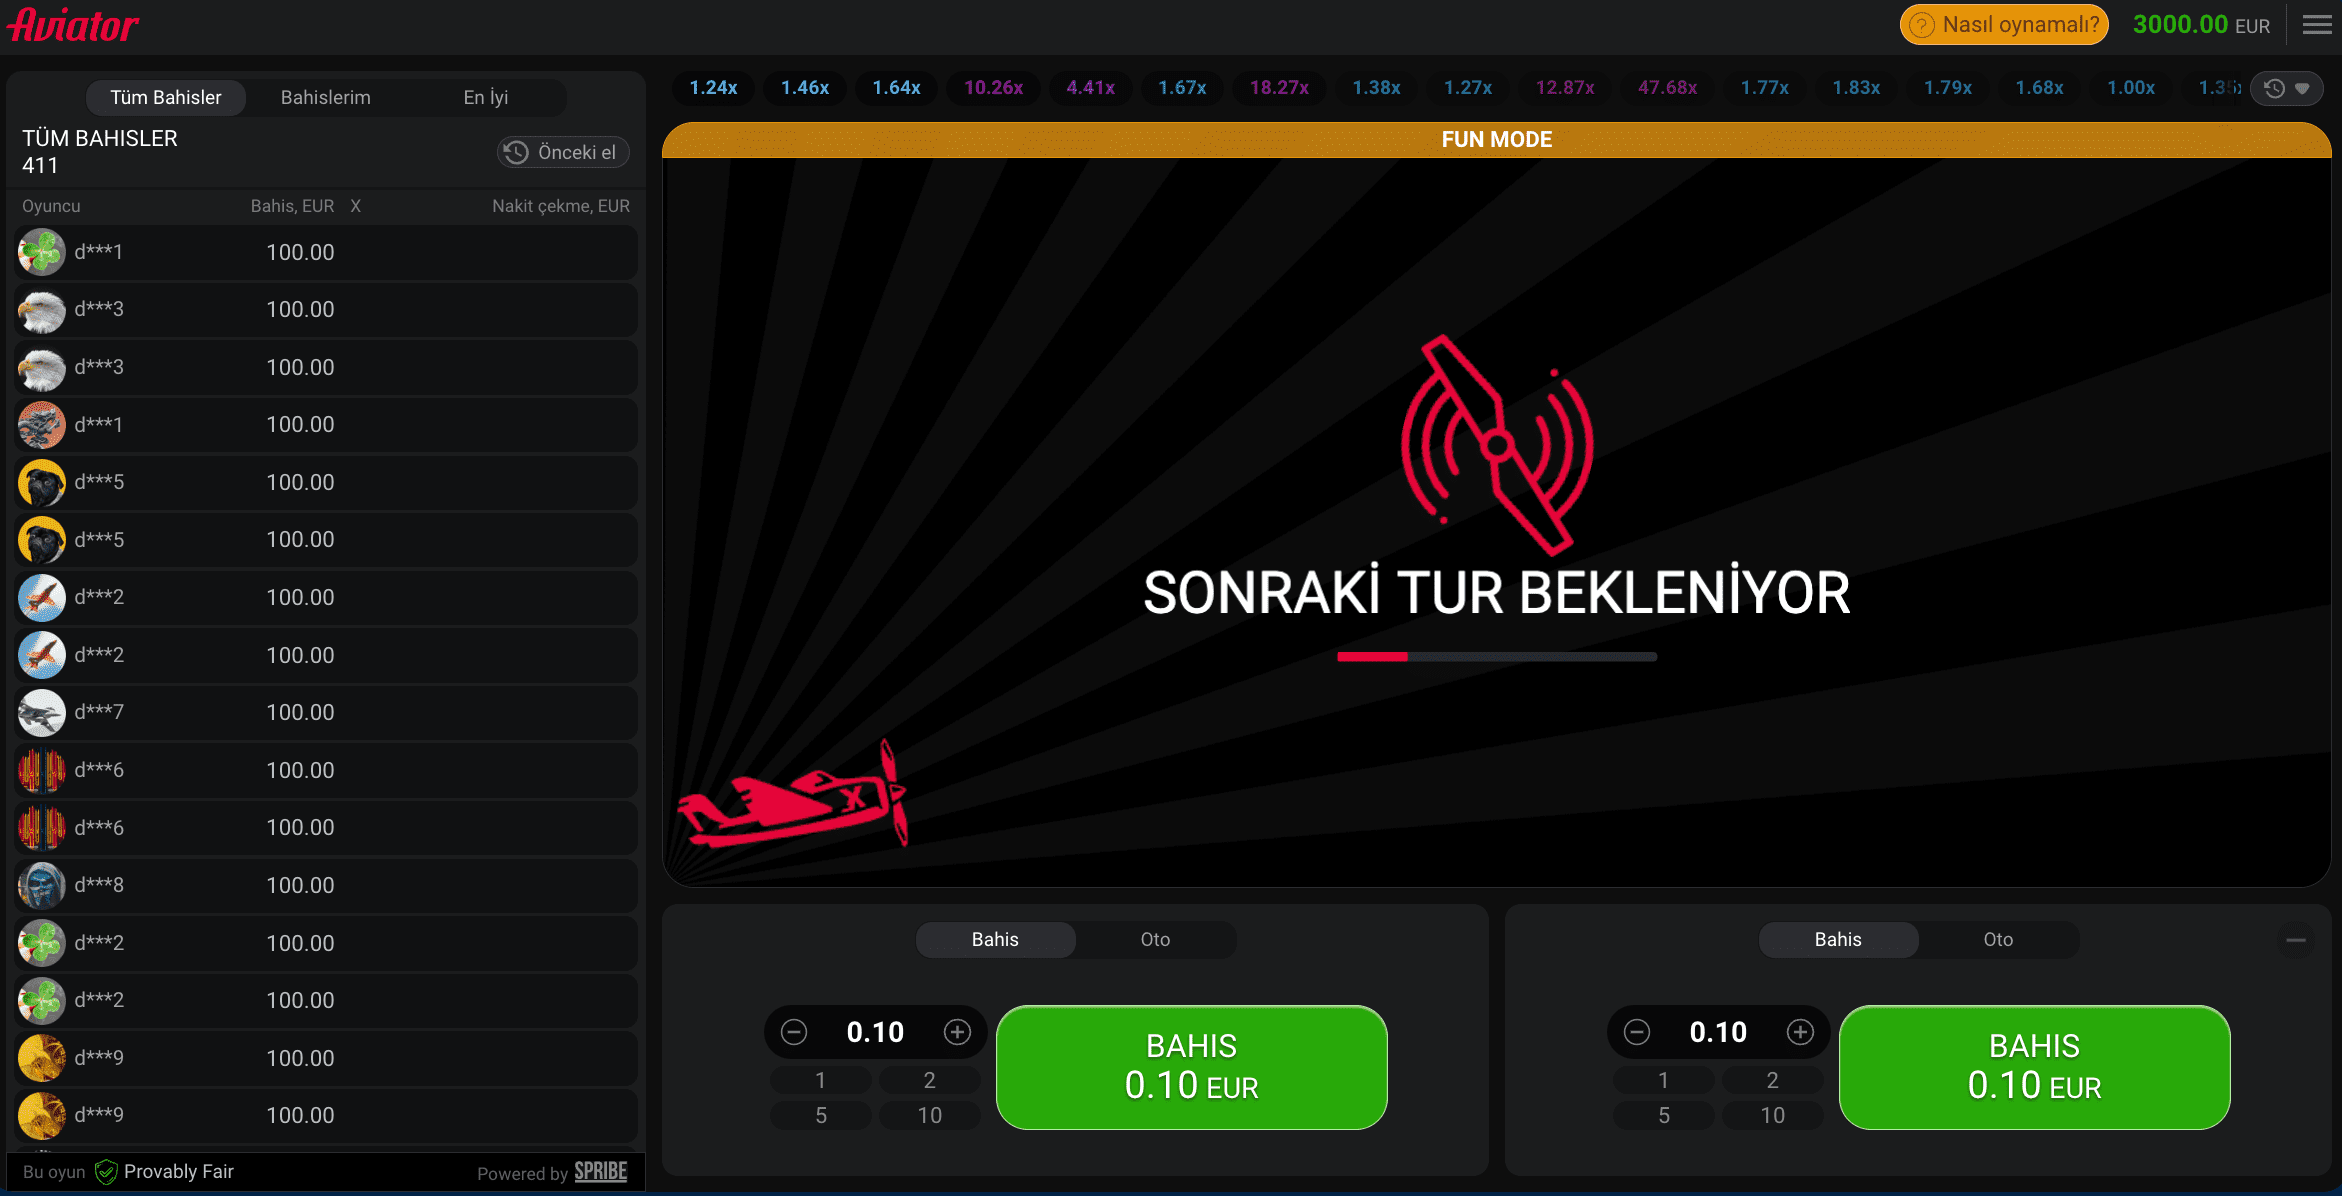 Aviator
Nasıl oynamalı?
3000.00 EUR
Tüm Bahisler
Bahislerim
En İyi
1.24x 1.46x 1.64x 10.26x 4.41x 1.67x 18.27x 1.38x 1.27x 12.87x 47.68x 1.77x 1.83x 1.79x 1.68x 1.00x
TÜM BAHISLER
411
Önceki el
Oyuncu Bahis, EUR X Nakit çekme, EUR
d***1 100.00
d***3 100.00
d***3 100.00
d***1 100.00
d***5 100.00
d***5 100.00
d***2 100.00
d***2 100.00
d***7 100.00
d***6 100.00
d***6 100.00
d***8 100.00
d***2 100.00
d***2 100.00
d***9 100.00
d***9 100.00
Bu oyun Provably Fair
Powered by SPRIBE
FUN MODE
X
SONRAKİ TUR BEKLENİYOR
Bahis
Oto
0.10
1 2
5 10
BAHIS
0.10 EUR
Bahis
Oto
0.10
1 2
5 10
BAHIS
0.10 EUR